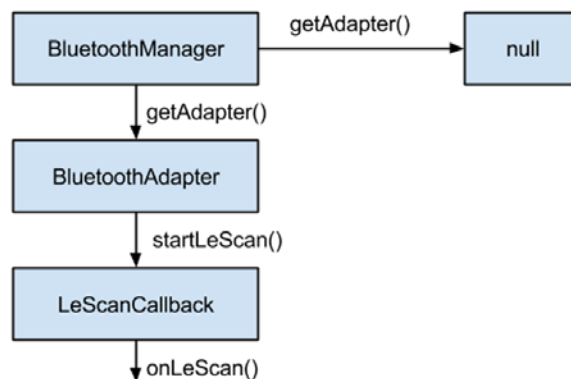 getAdapter()
BluetoothManager
null
getAdapter()
BluetoothAdapter
startLeScan()
LeScanCallback
onLeScan()